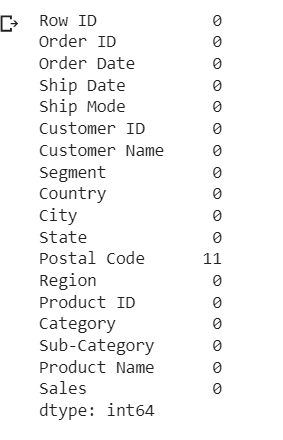 Row ID 0
Order ID 0
Order Date 0
Ship Date 0
Ship Mode 0
Customer ID 0
Customer Name 0
Segment 0
Country 0
City 0
State 0
Postal Code 11
Region 0
Product ID 0
Category 0
Sub-Category 0
Product Name 0
Sales 0
dtype: int64